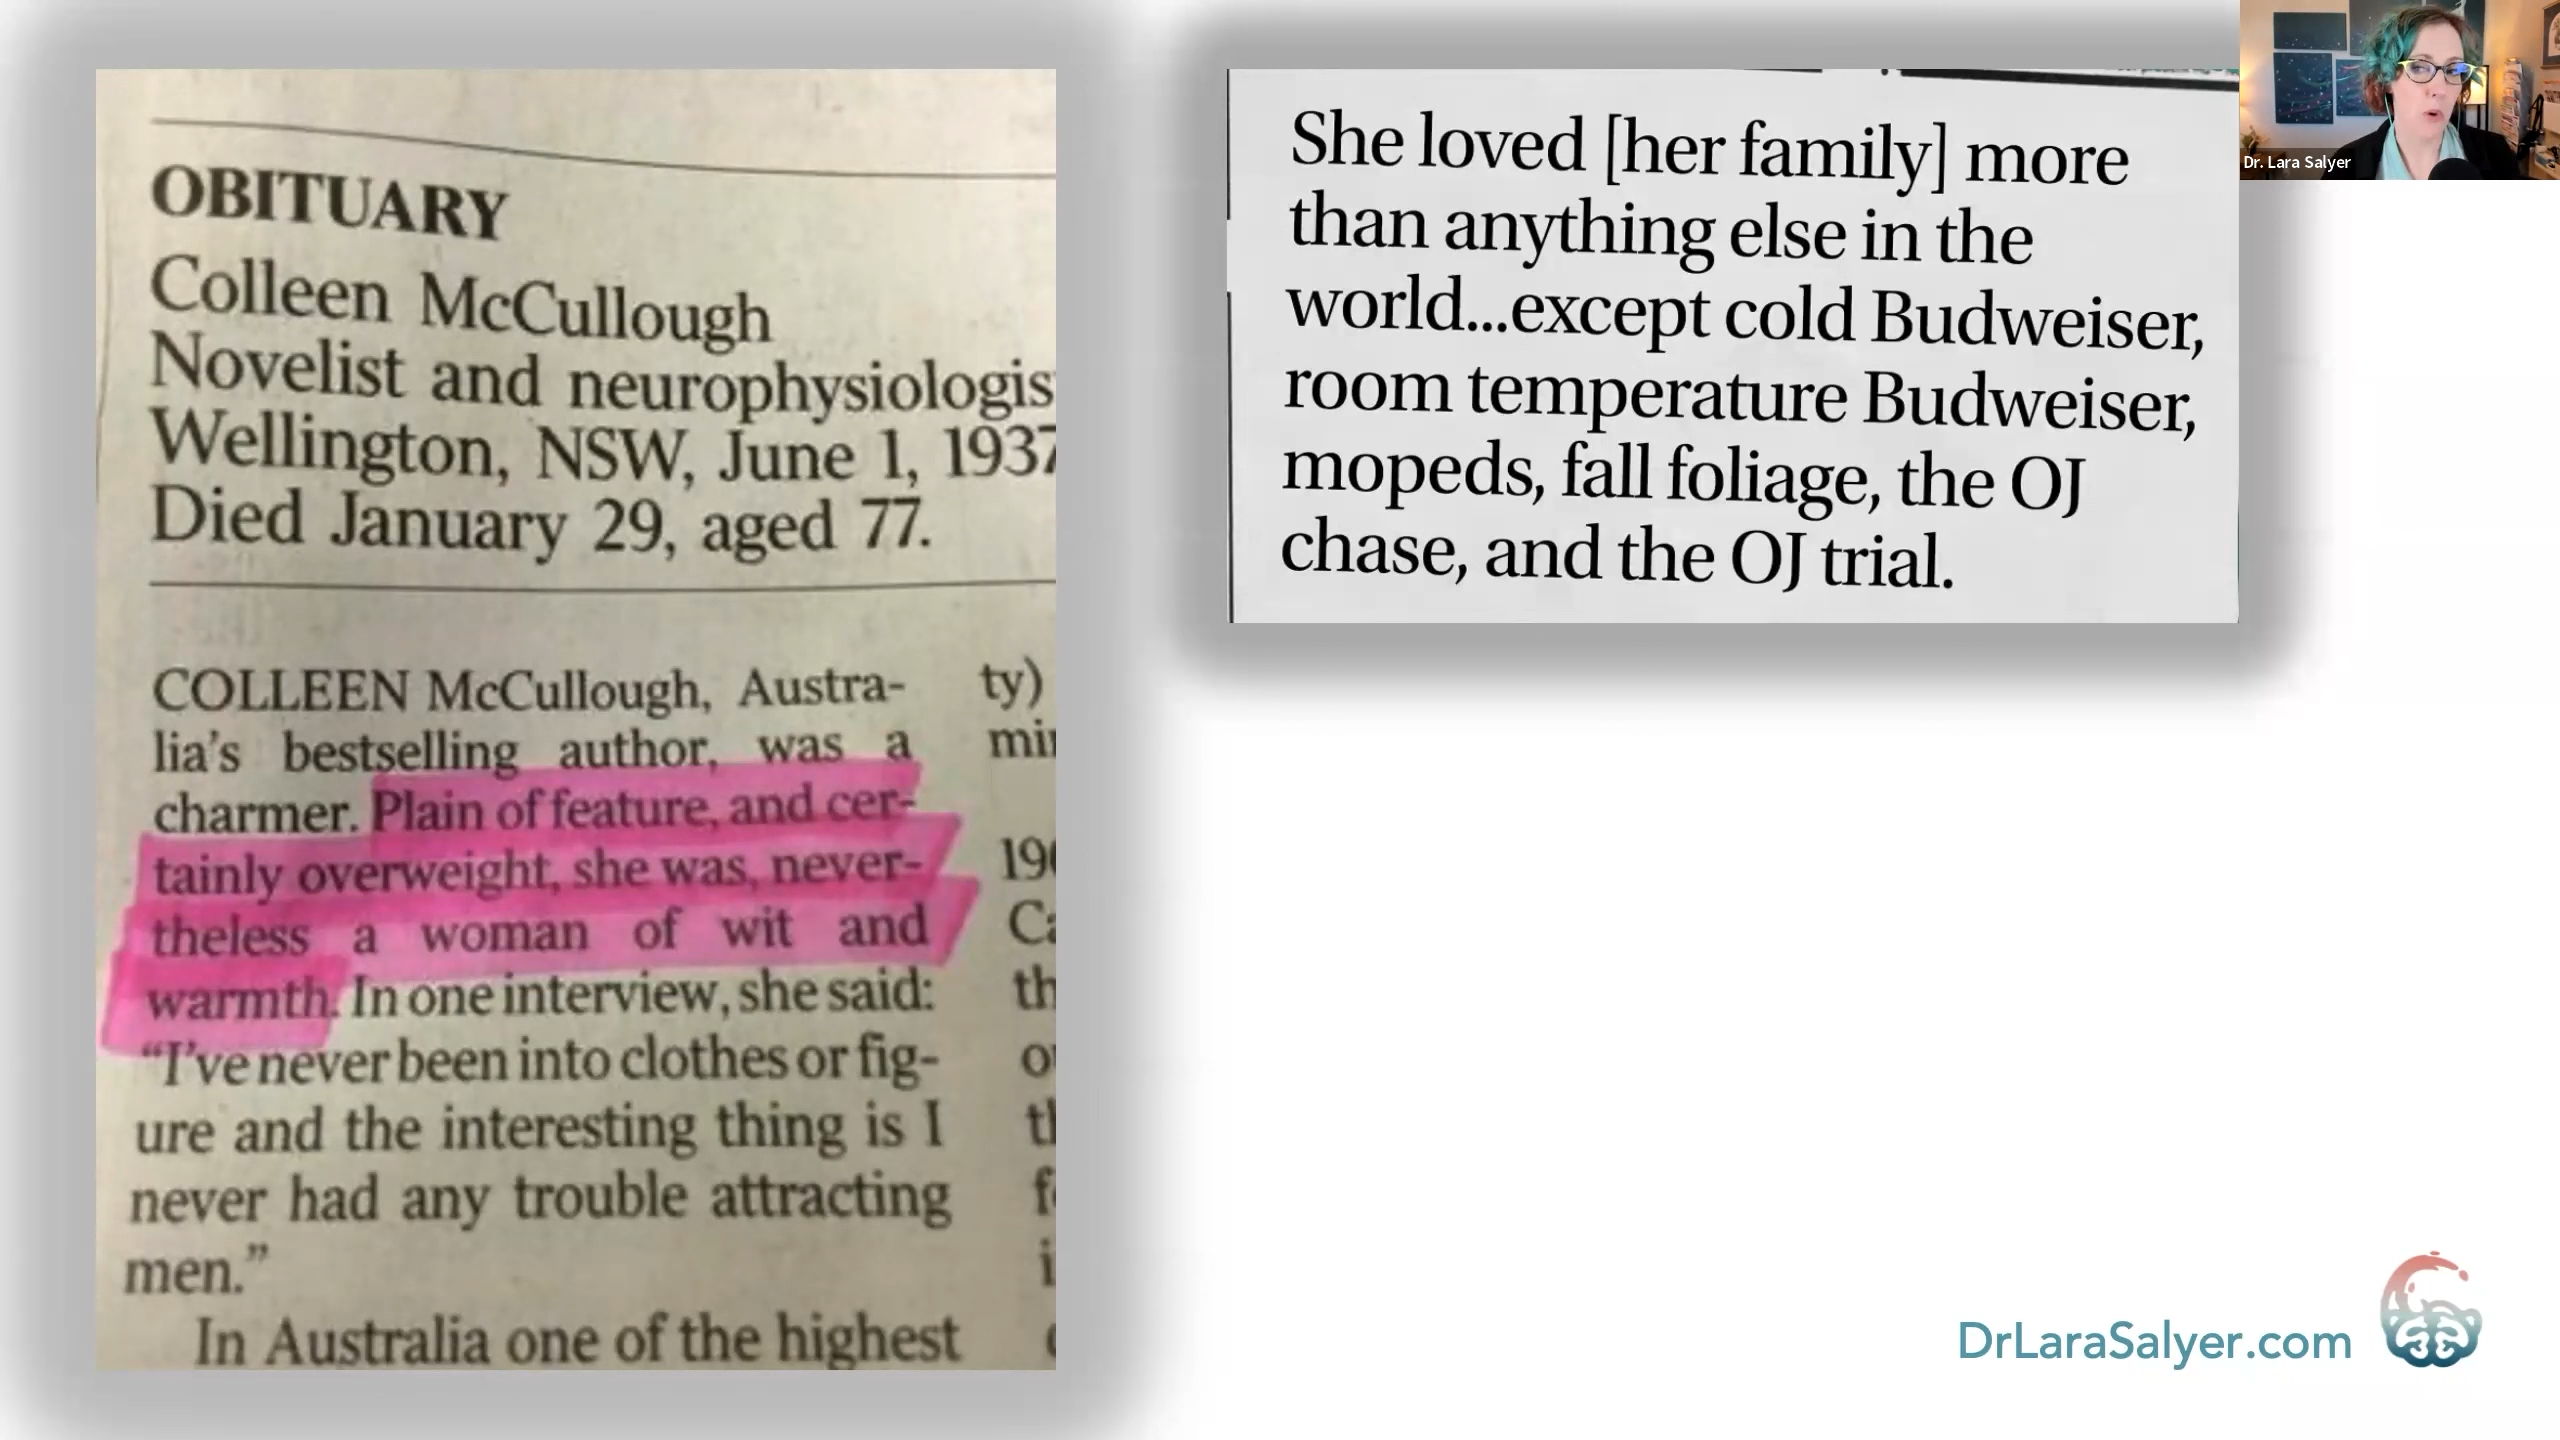 OBITUARY
Colleen McCullough
Novelist and neurophysiologis
Wellington, NSW, June 1, 1937
Died January 29, aged 77.
COLLEEN McCullough, Austra-
lia's bestselling author, was a
charmer. Plain of feature, and cer-
tainly overweight, she was, never-
theless a woman of wit and
warmth. In one interview, she said:
“I've never been into clothes or fig-
ure and the interesting thing is I
never had any trouble attracting
men.”
In Australia one of the highest
ty)
She loved [her family] more
than anything else in the
world...except cold Budweiser,
room temperature Budweiser,
mopeds, fall foliage, the OJ
chase, and the OJ trial.
Dr. Lara Salyer
DrLaraSalyer.com